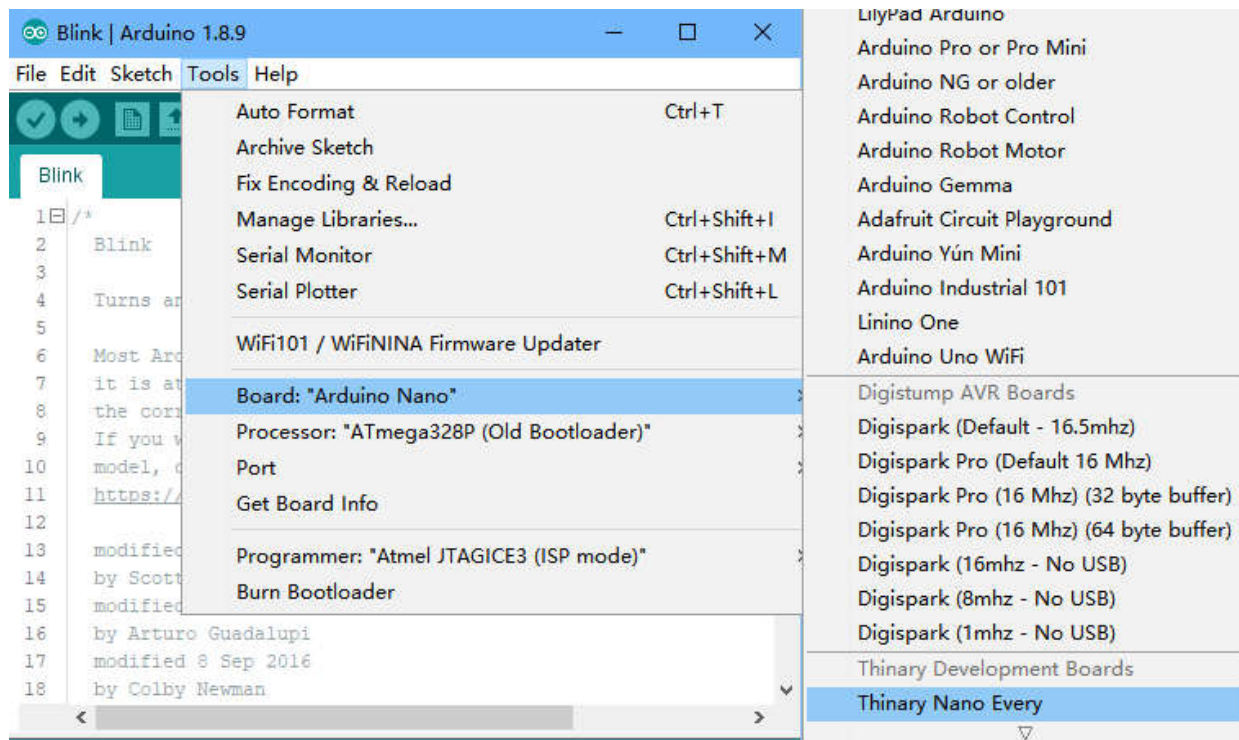 Blink | Arduino 1.8.9
File Edit Sketch Tools Help
Blink
1 /*
2 Blink
3
4 Turns
5
6 Most
7 it is at
8 the
9 If you
10 model,
11 https:/
12
13 modified
14 by Scott
15 modified
16 by Arturo Guadalupi
17 modified 8 Sep 2016
18 by Colby Newman
Auto Format Ctrl+T
Archive Sketch
Fix Encoding & Reload
Manage Libraries... Ctrl+Shift+I
Serial Monitor Ctrl+Shift+M
Serial Plotter Ctrl+Shift+L
WiFi101 / WiFiNINA Firmware Updater
Board: "Arduino Nano"
Processor: "ATmega328P (Old Bootloader)"
Port
Get Board Info
Programmer: "Atmel JTAGICE3 (ISP mode)"
Burn Bootloader
LilyPad Arduino
Arduino Pro or Pro Mini
Arduino NG or older
Arduino Robot Control
Arduino Robot Motor
Arduino Gemma
Adafruit Circuit Playground
Arduino Yún Mini
Arduino Industrial 101
Linino One
Arduino Uno WiFi
Digistump AVR Boards
Digispark (Default - 16.5mhz)
Digispark Pro (Default 16 Mhz)
Digispark Pro (16 Mhz) (32 byte buffer)
Digispark Pro (16 Mhz) (64 byte buffer)
Digispark (16mhz - No USB)
Digispark (8mhz - No USB)
Digispark (1mhz - No USB)
Thinary Development Boards
Thinary Nano Every